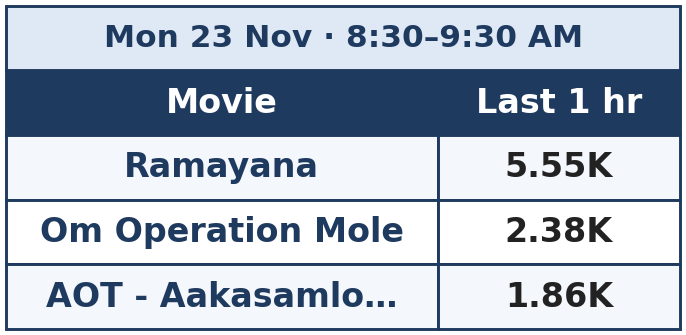 Mon 23 Nov · 8:30–9:30 AM
Movie Last 1 hr
Ramayana 5.55K
Om Operation Mole 2.38K
AOT - Aakasamlo... 1.86K